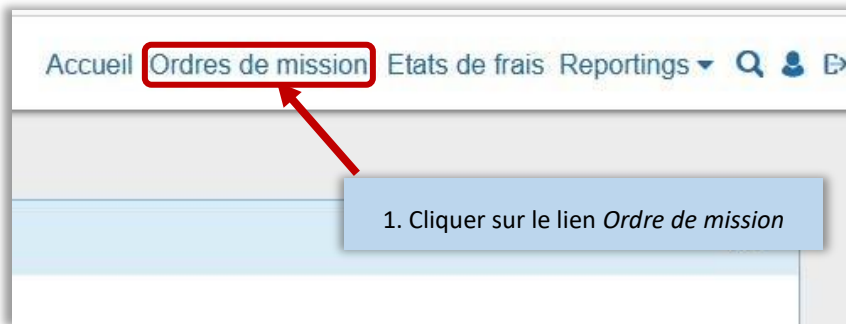 Accueil Ordres de mission Etats de frais Reportings
1. Cliquer sur le lien Ordre de mission